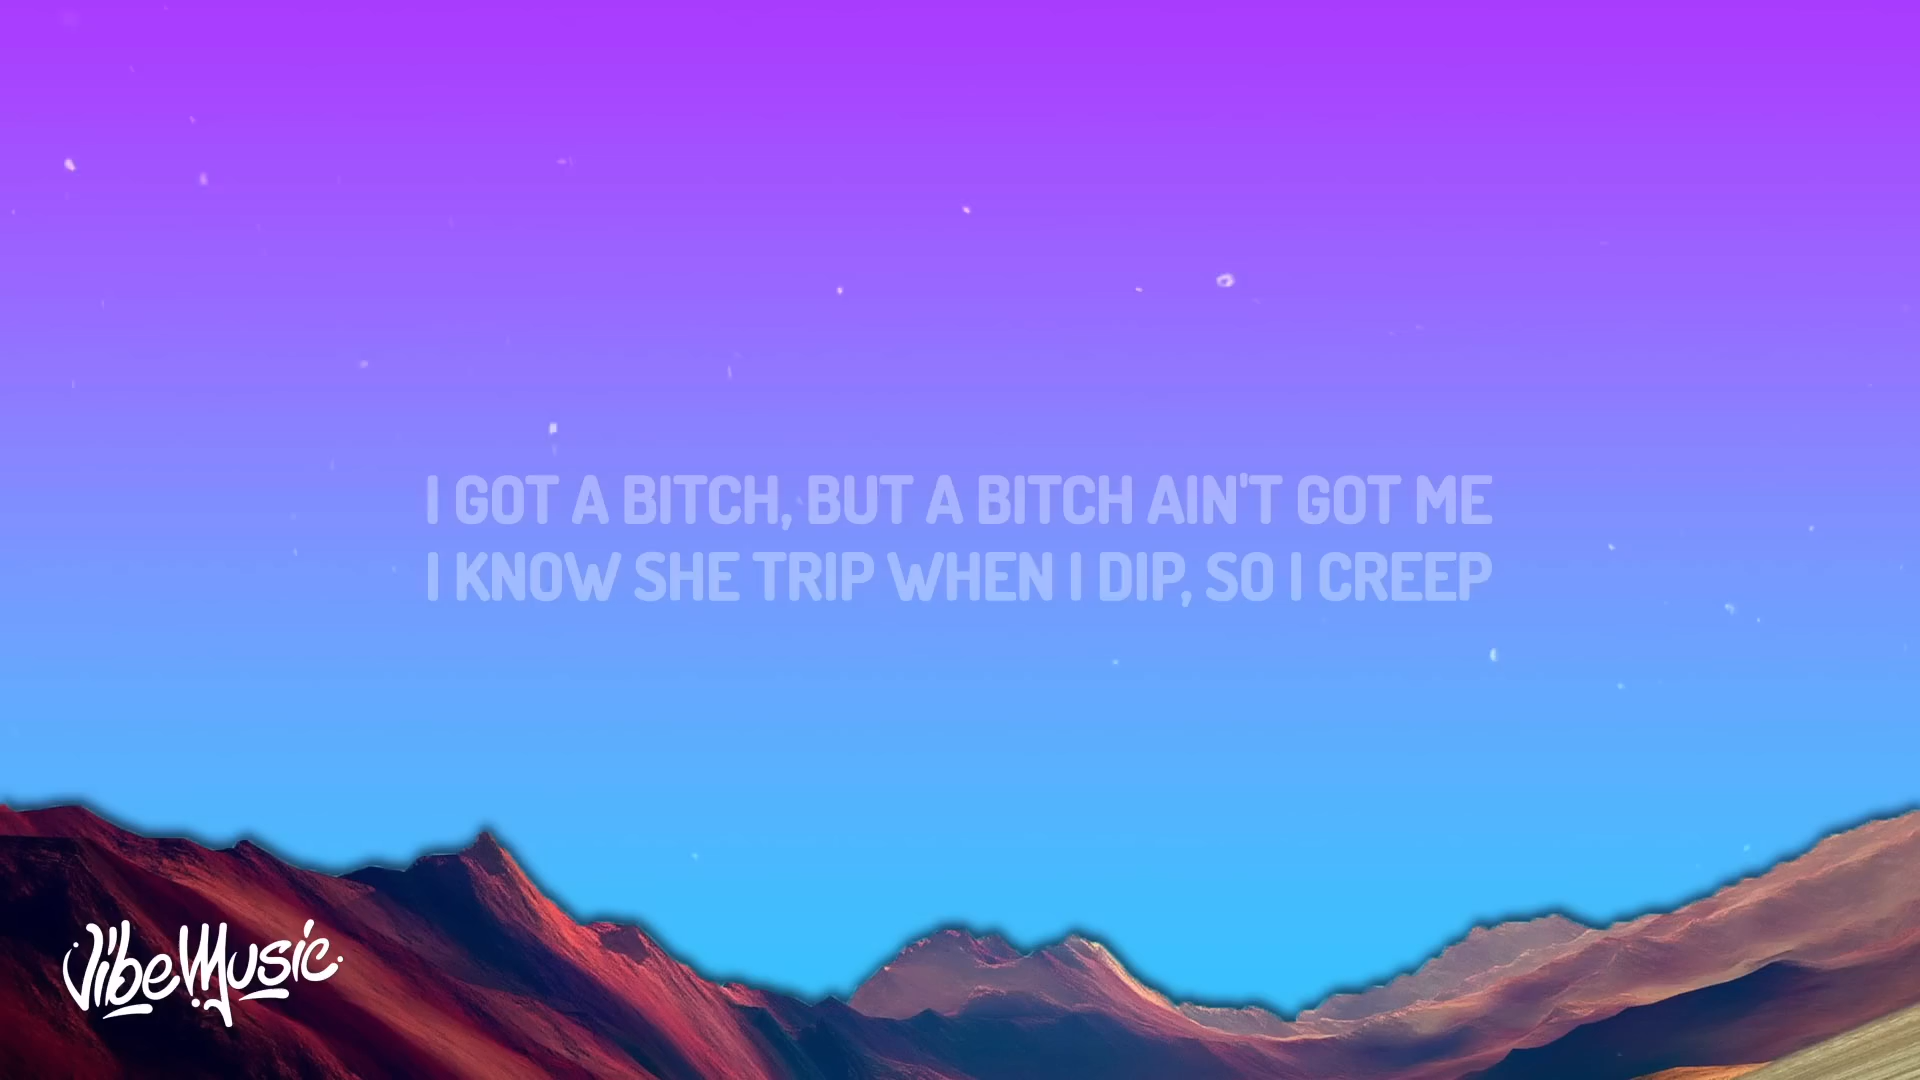 I GOT A BITCH, BUT A BITCH AIN'T GOT ME
I KNOW SHE TRIP WHEN I DIP, SO I CREEP
VibeMusic